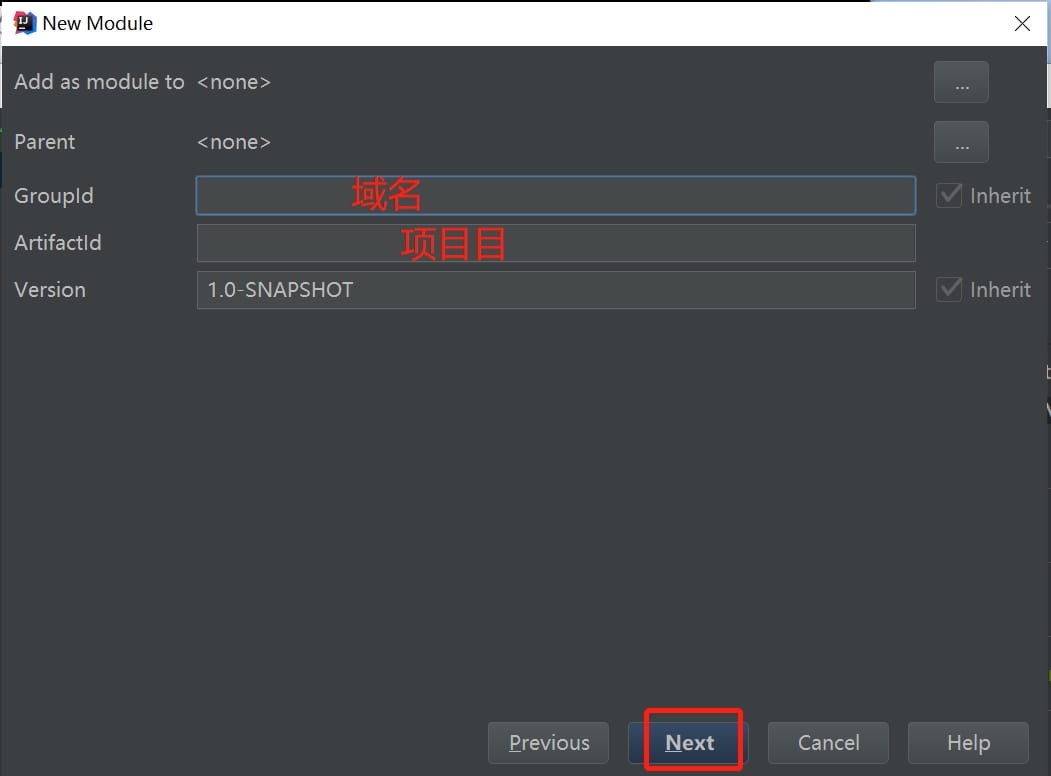 New Module
Add as module to <none> ...
Parent <none> ...
GroupId 域名 Inherit
ArtifactId 项目目
Version 1.0-SNAPSHOT Inherit
Previous Next Cancel Help